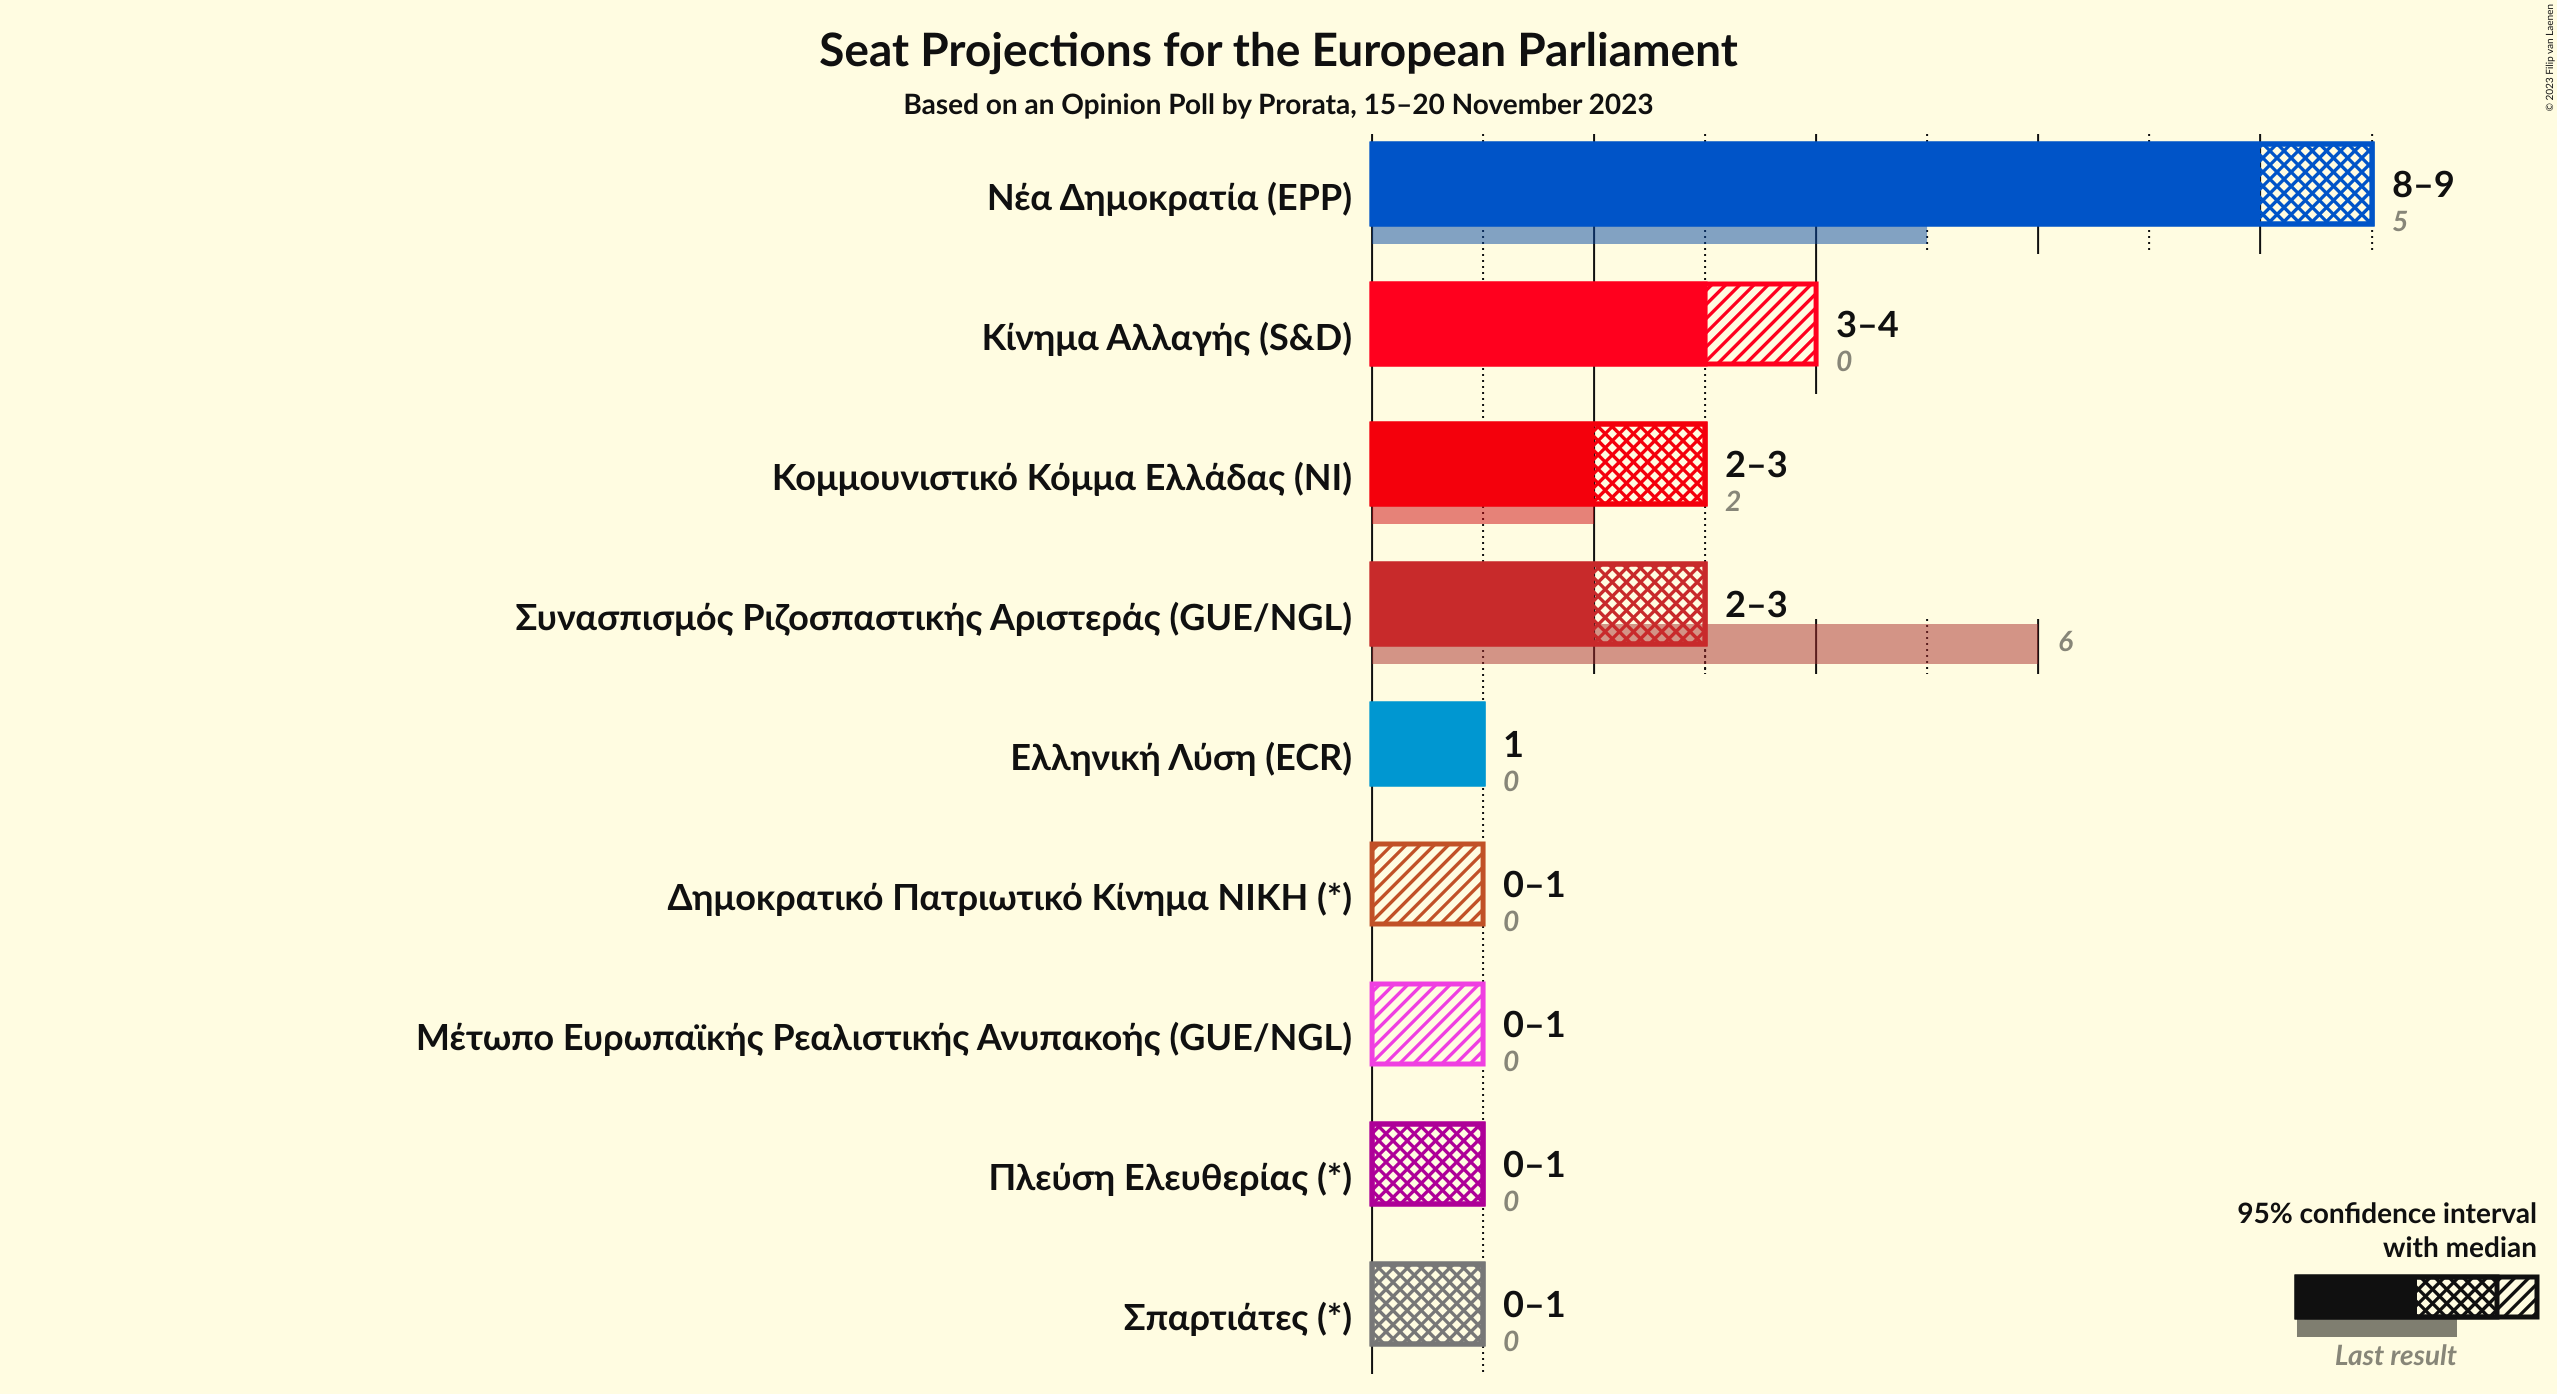 Seat Projections for the European Parliament
Based on an Opinion Poll by Prorata, 15–20 November 2023
© 2023 Filip van Laenen
Νέα Δημοκρατία (EPP)
8–9
5
Κίνημα Αλλαγής (S&D)
3–4
0
Κομμουνιστικό Κόμμα Ελλάδας (NI)
2–3
2
Συνασπισμός Ριζοσπαστικής Αριστεράς (GUE/NGL)
2–3
6
Ελληνική Λύση (ECR)
1
0
Δημοκρατικό Πατριωτικό Κίνημα ΝΙΚΗ (*)
0–1
0
Μέτωπο Ευρωπαϊκής Ρεαλιστικής Ανυπακοής (GUE/NGL)
0–1
0
Πλεύση Ελευθερίας (*)
0–1
0
Σπαρτιάτες (*)
0–1
0
95% confidence interval
with median
Last result